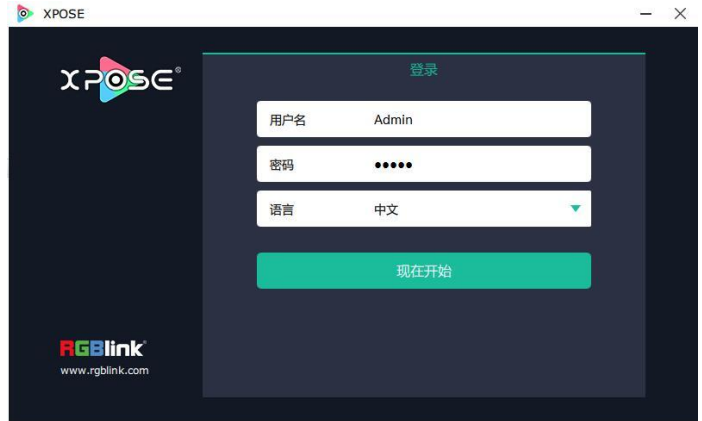 XPOSE
XPOSE®
登录
用户名 Admin
密码 •••••
语言 中文
现在开始
RGBlink®
www.rgblink.com